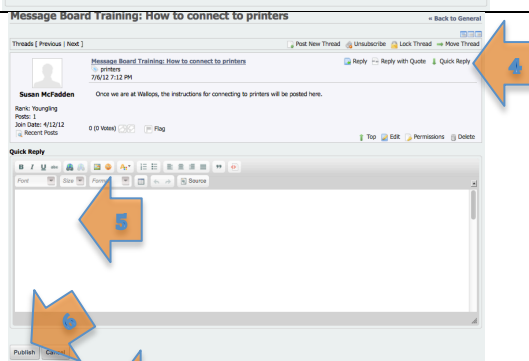 Message Board Training: How to connect to printers
« Back to General
Threads [ Previous | Next ]
Post New Thread Unsubscribe Lock Thread Move Thread
Message Board Training: How to connect to printers
printers
7/6/12 7:12 PM
Reply Reply with Quote Quick Reply
4
Susan McFadden
Once we are at Wallops, the instructions for connecting to printers will be posted here.
Rank: Youngling
Posts: 1
Join Date: 4/12/12
Recent Posts
0 (0 Votes) Flag
Top Edit Permissions Delete
Quick Reply
B I U abc
Font Size Source
5
6
Publish Cancel